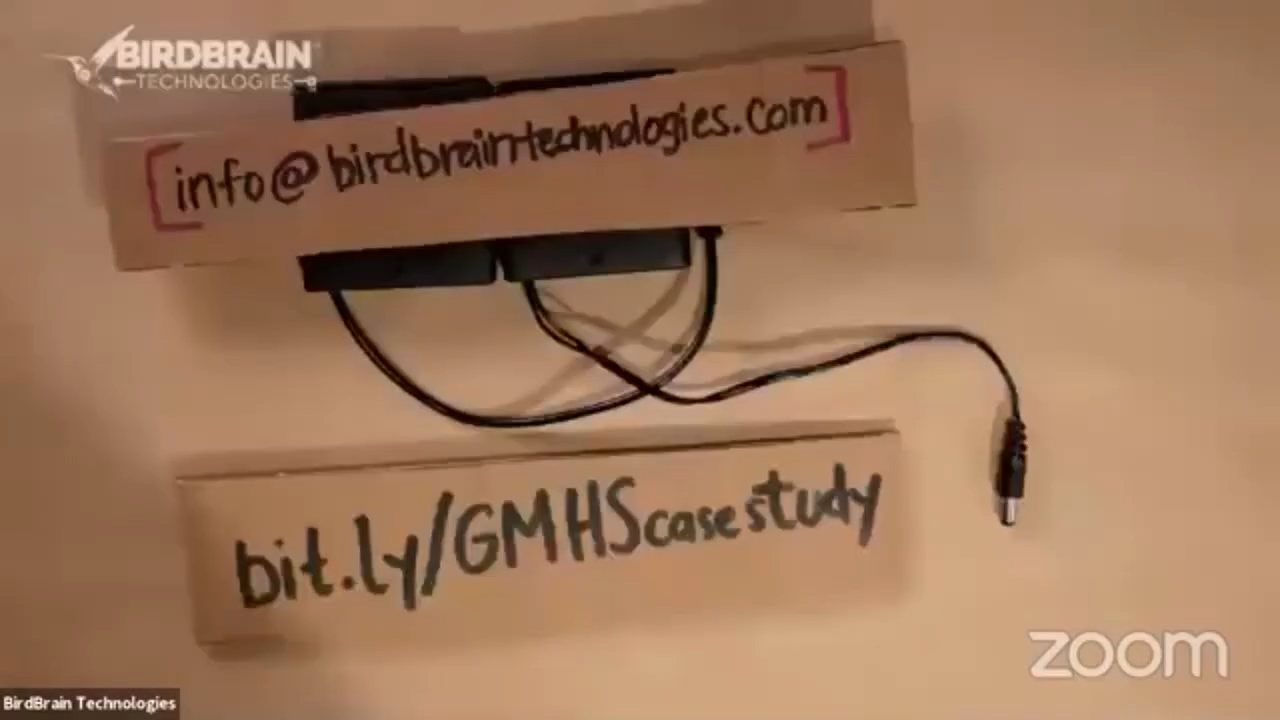 BIRDBRAIN
TECHNOLOGIES
[info@birdbraintechnologies.com]
bit.ly/GMHScasestudy
zoom
BirdBrain Technologies